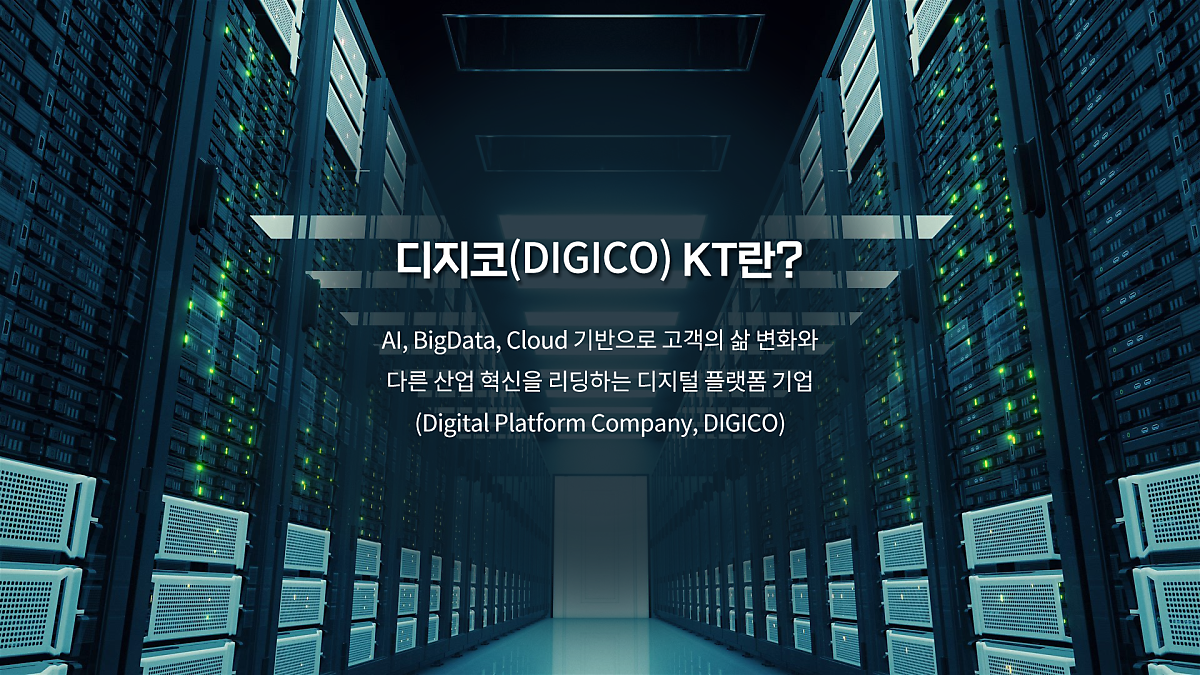 디지코(DIGICO) KT란?
AI, BigData, Cloud 기반으로 고객의 삶 변화와
다른 산업 혁신을 리딩하는 디지털 플랫폼 기업
(Digital Platform Company, DIGICO)